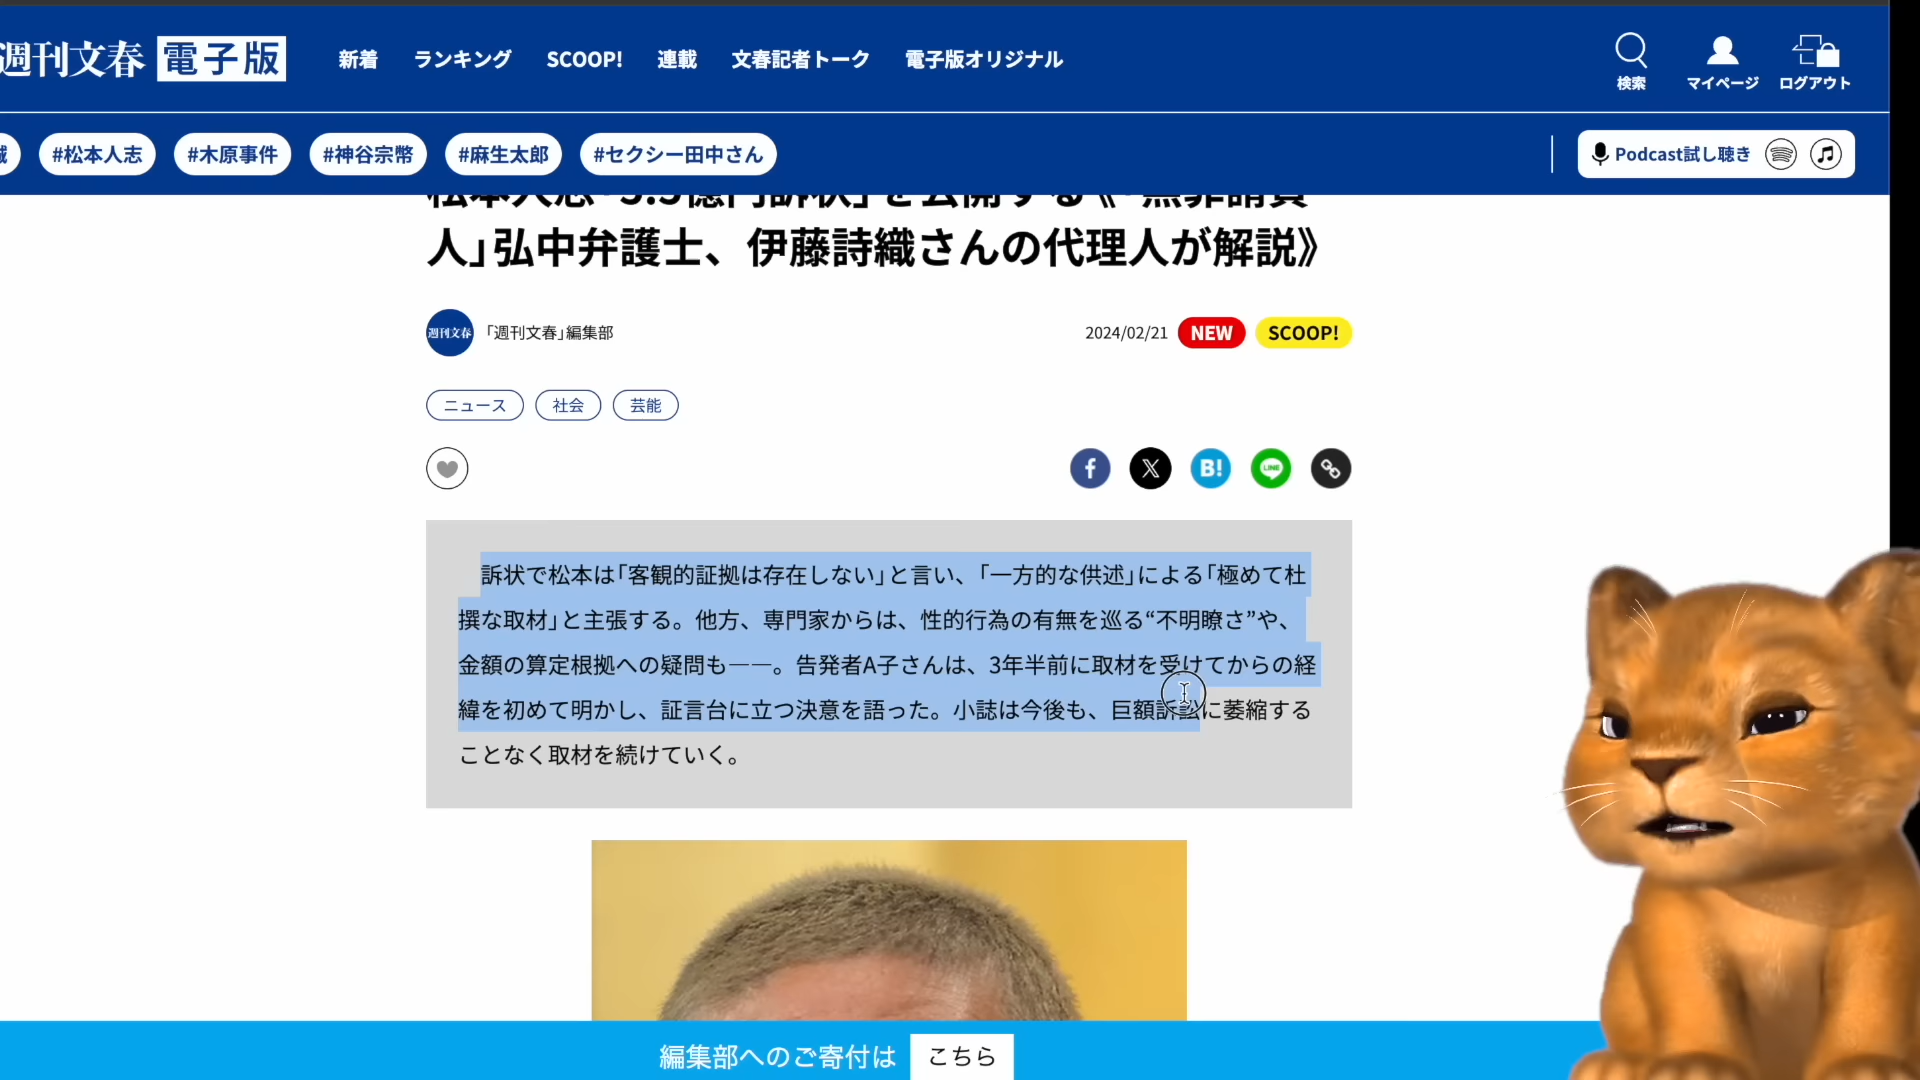 週刊文春 電子版
新着 ランキング SCOOP! 連載 文春記者トーク 電子版オリジナル
検索 マイページ ログアウト
#松本人志 #木原事件 #神谷宗幣 #麻生太郎 #セクシー田中さん
Podcast試し聴き
人」弘中弁護士、伊藤詩織さんの代理人が解説》
週刊文春 「週刊文春」編集部
2024/02/21 NEW SCOOP!
ニュース 社会 芸能
f X B! LINE
訴状で松本は「客観的証拠は存在しない」と言い、「一方的な供述」による「極めて杜
撰な取材」と主張する。他方、専門家からは、性的行為の有無を巡る“不明瞭さ”や、
金額の算定根拠への疑問も――。告発者A子さんは、3年半前に取材を受けてからの経
緯を初めて明かし、証言台に立つ決意を語った。小誌は今後も、巨額訴訟に萎縮する
ことなく取材を続けていく。
編集部へのご寄付は こちら